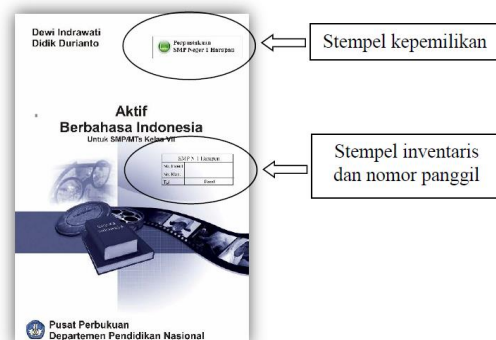 Dewi Indrawati
Didik Durianto
Perpustakaan
SMP Negeri 1 Harapan
Stempel kepemilikan
Aktif
Berbahasa Indonesia
Untuk SMP/MTs Kelas VII
SMP N 1 Harapan
Stempel inventaris
dan nomor panggil
Pusat Perbukuan
Departemen Pendidikan Nasional